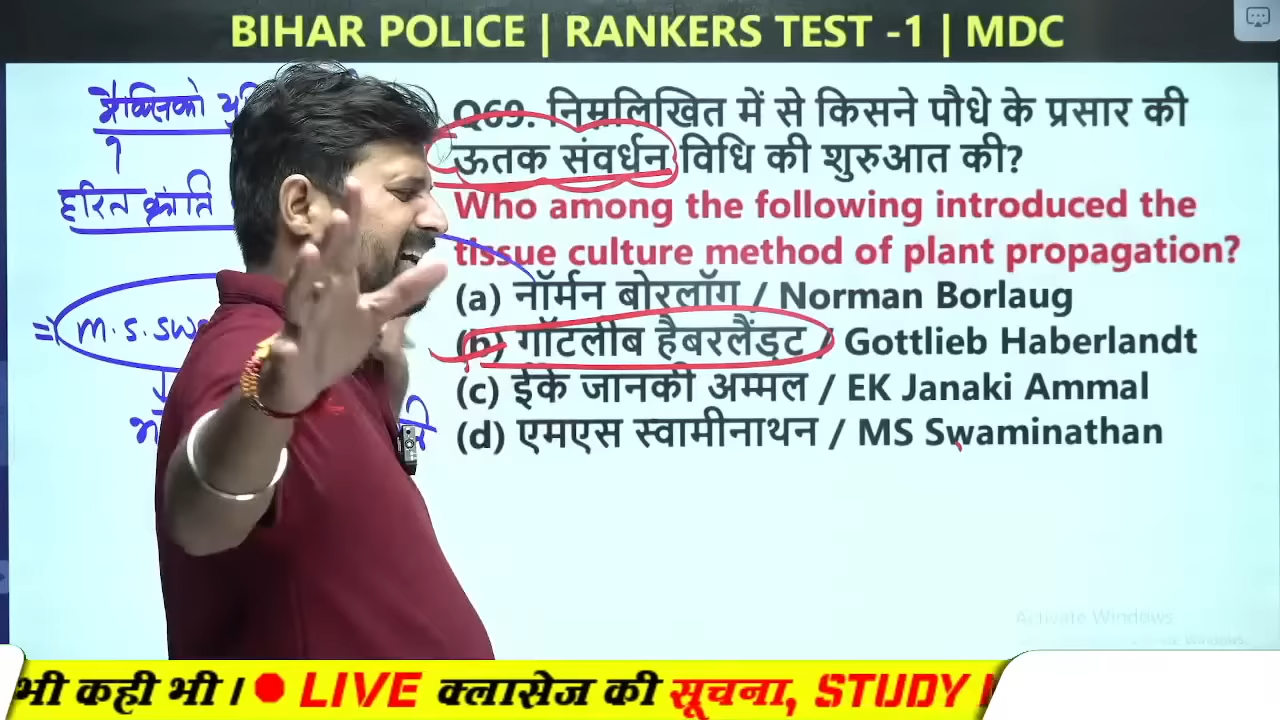 BIHAR POLICE | RANKERS TEST -1 | MDC
मैक्सिको
हरित क्रांति
=> M.S.Swa
Q69. निम्नलिखित में से किसने पौधे के प्रसार की
ऊतक संवर्धन विधि की शुरुआत की?
Who among the following introduced the
tissue culture method of plant propagation?
(a) नॉर्मन बोरलॉग / Norman Borlaug
(b) गॉटलीब हैबरलैंड्ट / Gottlieb Haberlandt
(c) ईके जानकी अम्मल / EK Janaki Ammal
(d) एमएस स्वामीनाथन / MS Swaminathan
Activate Windows
भी कही भी । LIVE क्लासेज की सूचना, STUDY